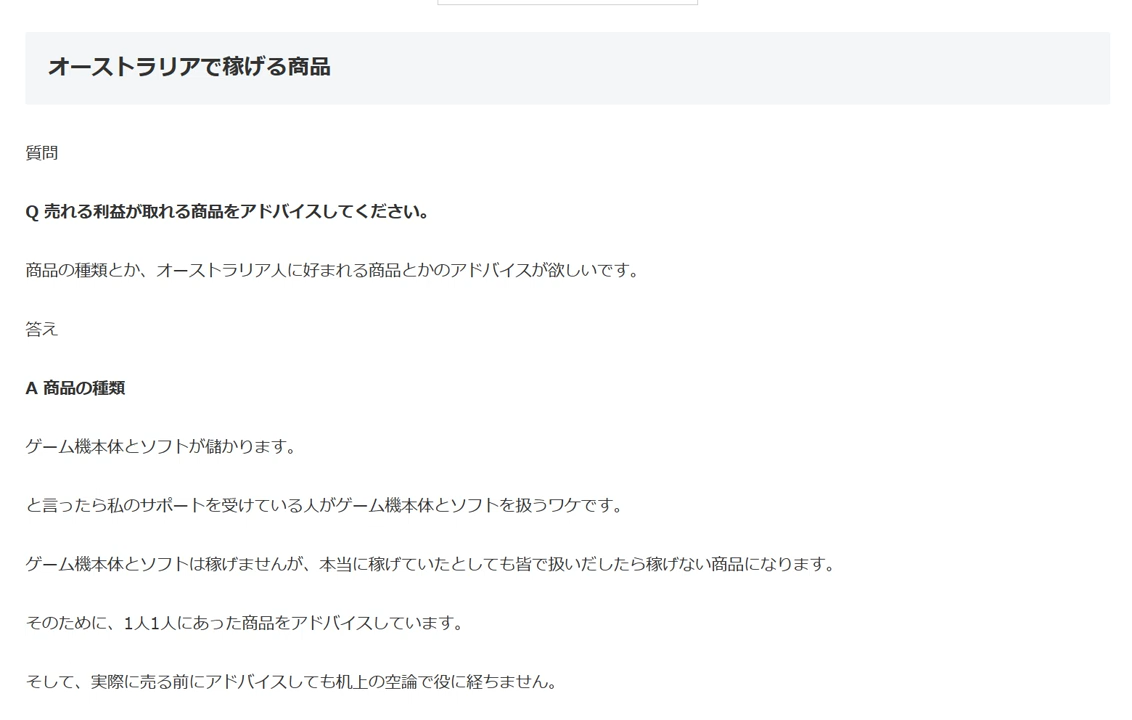 オーストラリアで稼げる商品
質問
Q 売れる利益が取れる商品をアドバイスしてください。
商品の種類とか、オーストラリア人に好まれる商品とかのアドバイスが欲しいです。
答え
A 商品の種類
ゲーム機本体とソフトが儲かります。
と言ったら私のサポートを受けている人がゲーム機本体とソフトを扱うワケです。
ゲーム機本体とソフトは稼げませんが、本当に稼げていたとしても皆で扱いだしたら稼げない商品になります。
そのために、1人1人にあった商品をアドバイスしています。
そして、実際に売る前にアドバイスしても机上の空論で役に経ちません。